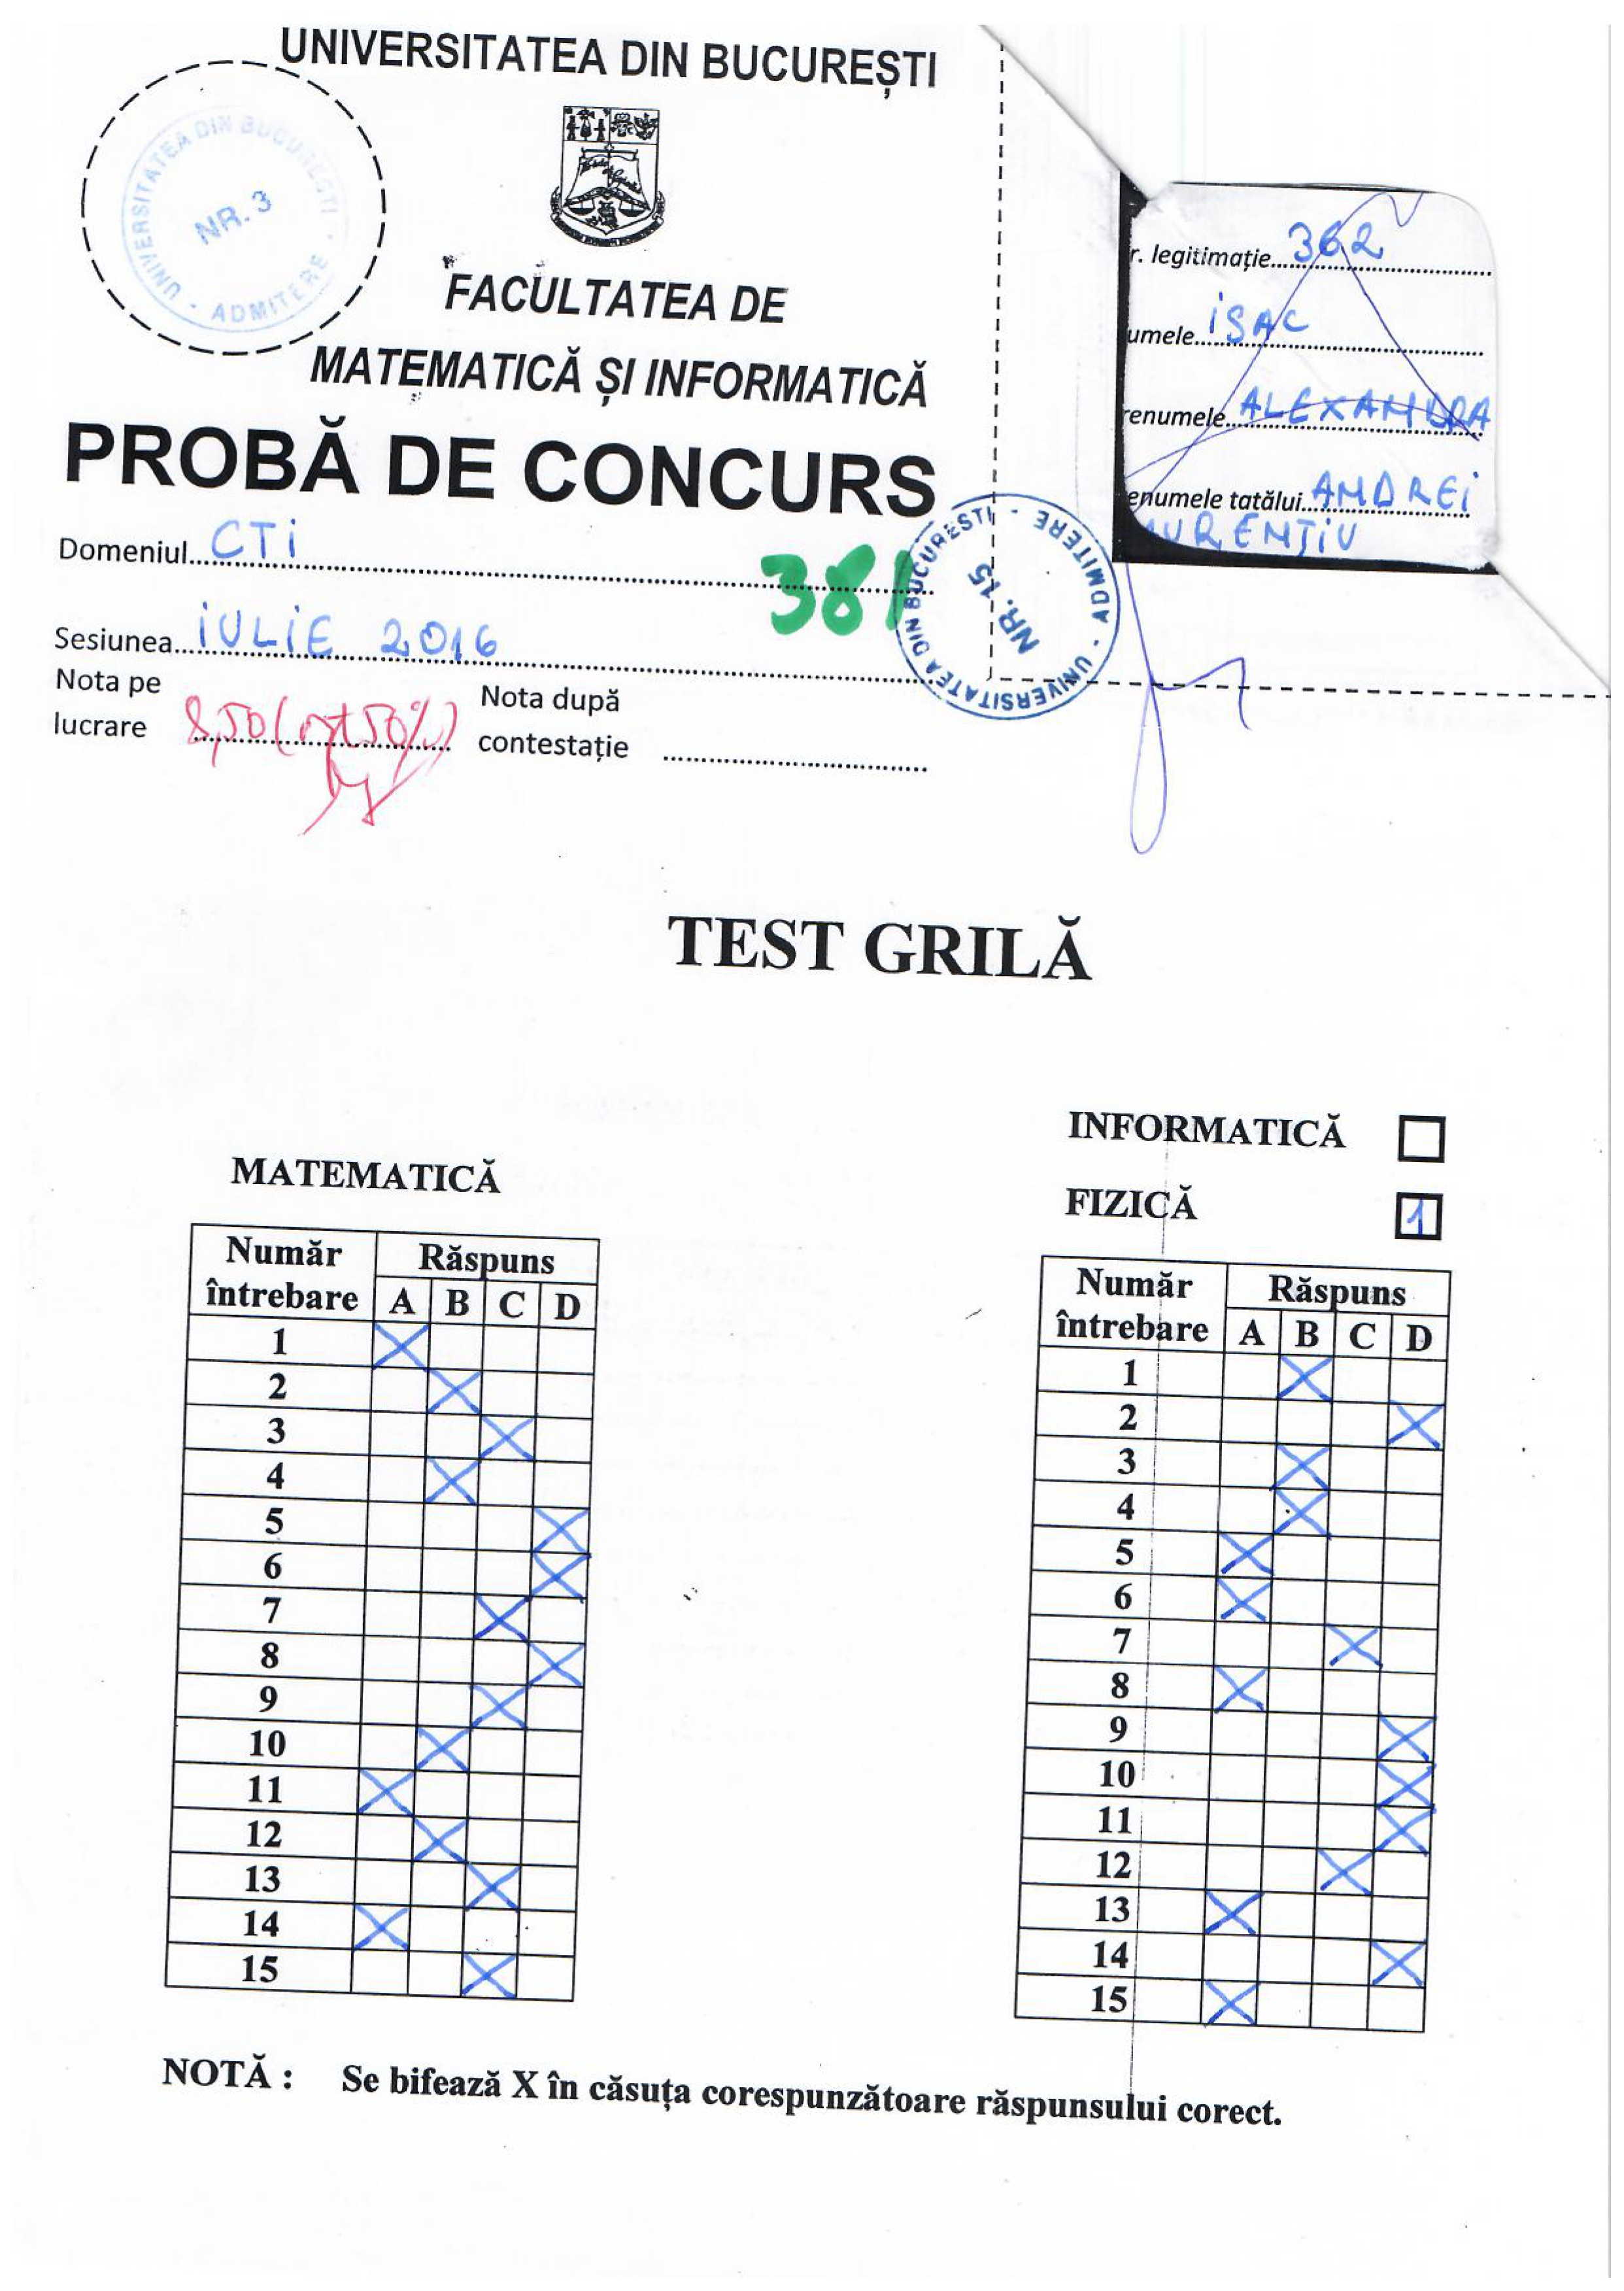 UNIVERSITATEA DIN BUCUREȘTI
UNIVERSITATEA DIN BUCUREȘTI - ADMITERE -
NR. 3
FACULTATEA DE
MATEMATICĂ ȘI INFORMATICĂ
PROBĂ DE CONCURS
r. legitimație 362
umele ISAC
renumele ALEXANDRA
enumele tatălui ANDREI
URENȚIU
Domeniul CTI
381
Sesiunea IULIE 2016
UNIVERSITATEA DIN BUCUREȘTI - ADMITERE -
NR. 15
Nota pe lucrare 8,50 50%)
Nota după contestație
TEST GRILĂ
MATEMATICĂ
Număr întrebare Răspuns
A B C D
1 X
2 X
3 X
4 X
5 X
6 X
7 X
8 X
9 X
10 X
11 X
12 X
13 X
14 X
15 X
INFORMATICĂ
FIZICĂ 1
Număr întrebare Răspuns
A B C D
1 X
2 X
3 X
4 X
5 X
6 X
7 X
8 X
9 X
10 X
11 X
12 X
13 X
14 X
15 X
NOTĂ : Se bifează X în căsuța corespunzătoare răspunsului corect.